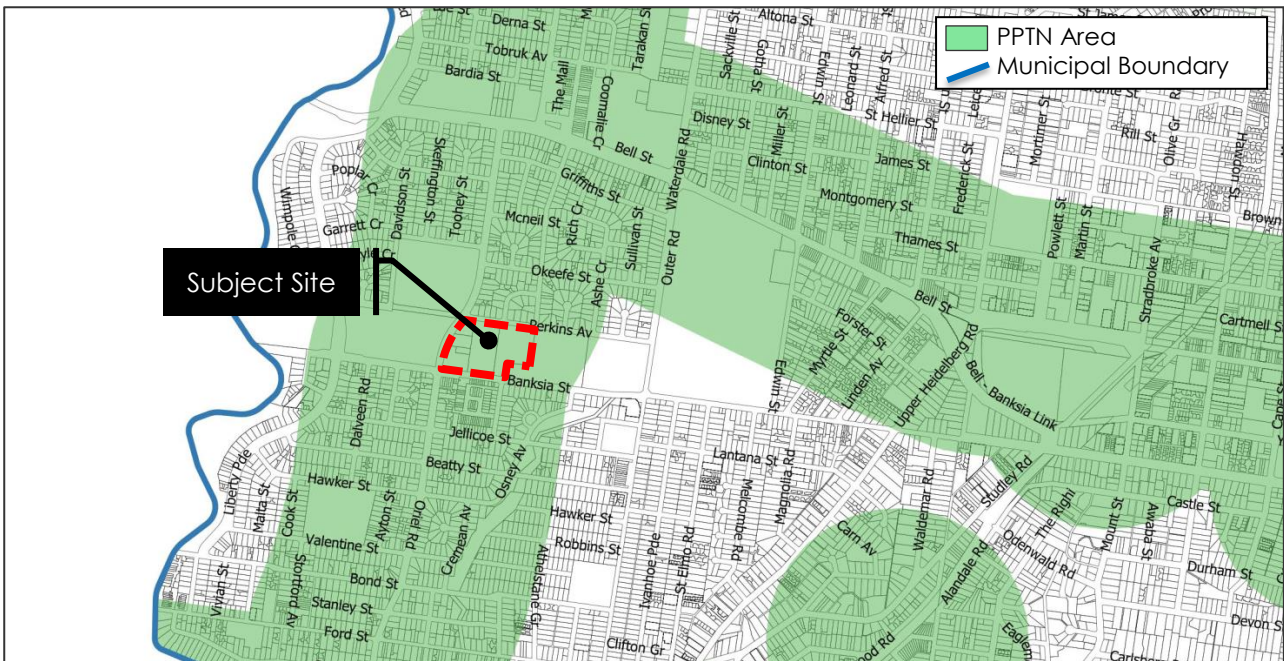 PPTN Area
Municipal Boundary
Subject Site
Derna St
Tobruk Av
Bardia St
The Mall
Coomalie Cr
Tarakan St
Sackville St
Gotha St
Altona St
Edwin St
Leonard St
Alfred St
St Hellier St
Disney St
Miller St
Clinton St
James St
Frederick St
Mortimer St
Rill St
Olive Gr
Hawdon St
Brown
Bell St
Waterdale Rd
Griffiths St
Montgomery St
Thames St
Powlett St
Martin St
Stradbroke Av
Cartmell St
Poplar Cr
Skeffington St
Davidson St
Tooney St
Garrett Cr
Mcneil St
Rich Cr
Sullivan St
Okeefe St
Ashe Cr
Outer Rd
Perkins Av
Banksia St
Bell St
Forster St
Myrtle St
Linden Av
Upper Heidelberg Rd
Bell - Banksia Link
Edwin St
Dalveen Rd
Jellicoe St
Beatty St
Osney Av
Lantana St
Magnolia Rd
Melcombe Rd
Studley Rd
Liberty Pde
Malta St
Cook St
Hawker St
Hawker St
Ayton St
Oriel Rd
Cremean Av
Robbins St
Ivanhoe Pde
St Elmo Rd
Waldemar Rd
Carn Av
The Righi
Mount St
Castle St
Awaba St
Odenwald Rd
Durham St
Alandale Rd
Valentine St
Bond St
Stanley St
Ford St
Vivian St
Stortford Av
Athelstane Gr
Clifton Gr
Devon S